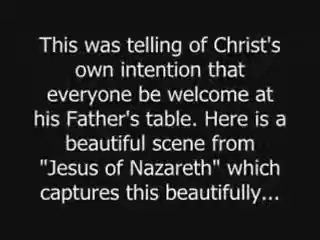 This was telling of Christ's
own intention that
everyone be welcome at
his Father's table. Here is a
beautiful scene from
"Jesus of Nazareth" which
captures this beautifully...